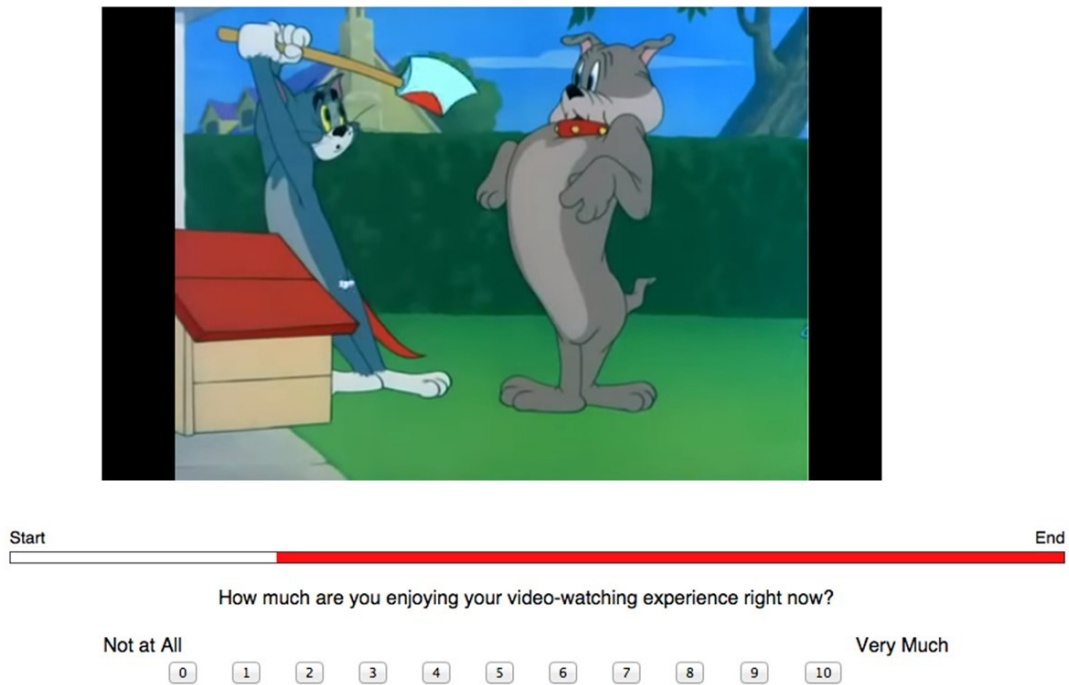 Start End
How much are you enjoying your video-watching experience right now?
Not at All Very Much
0 1 2 3 4 5 6 7 8 9 10